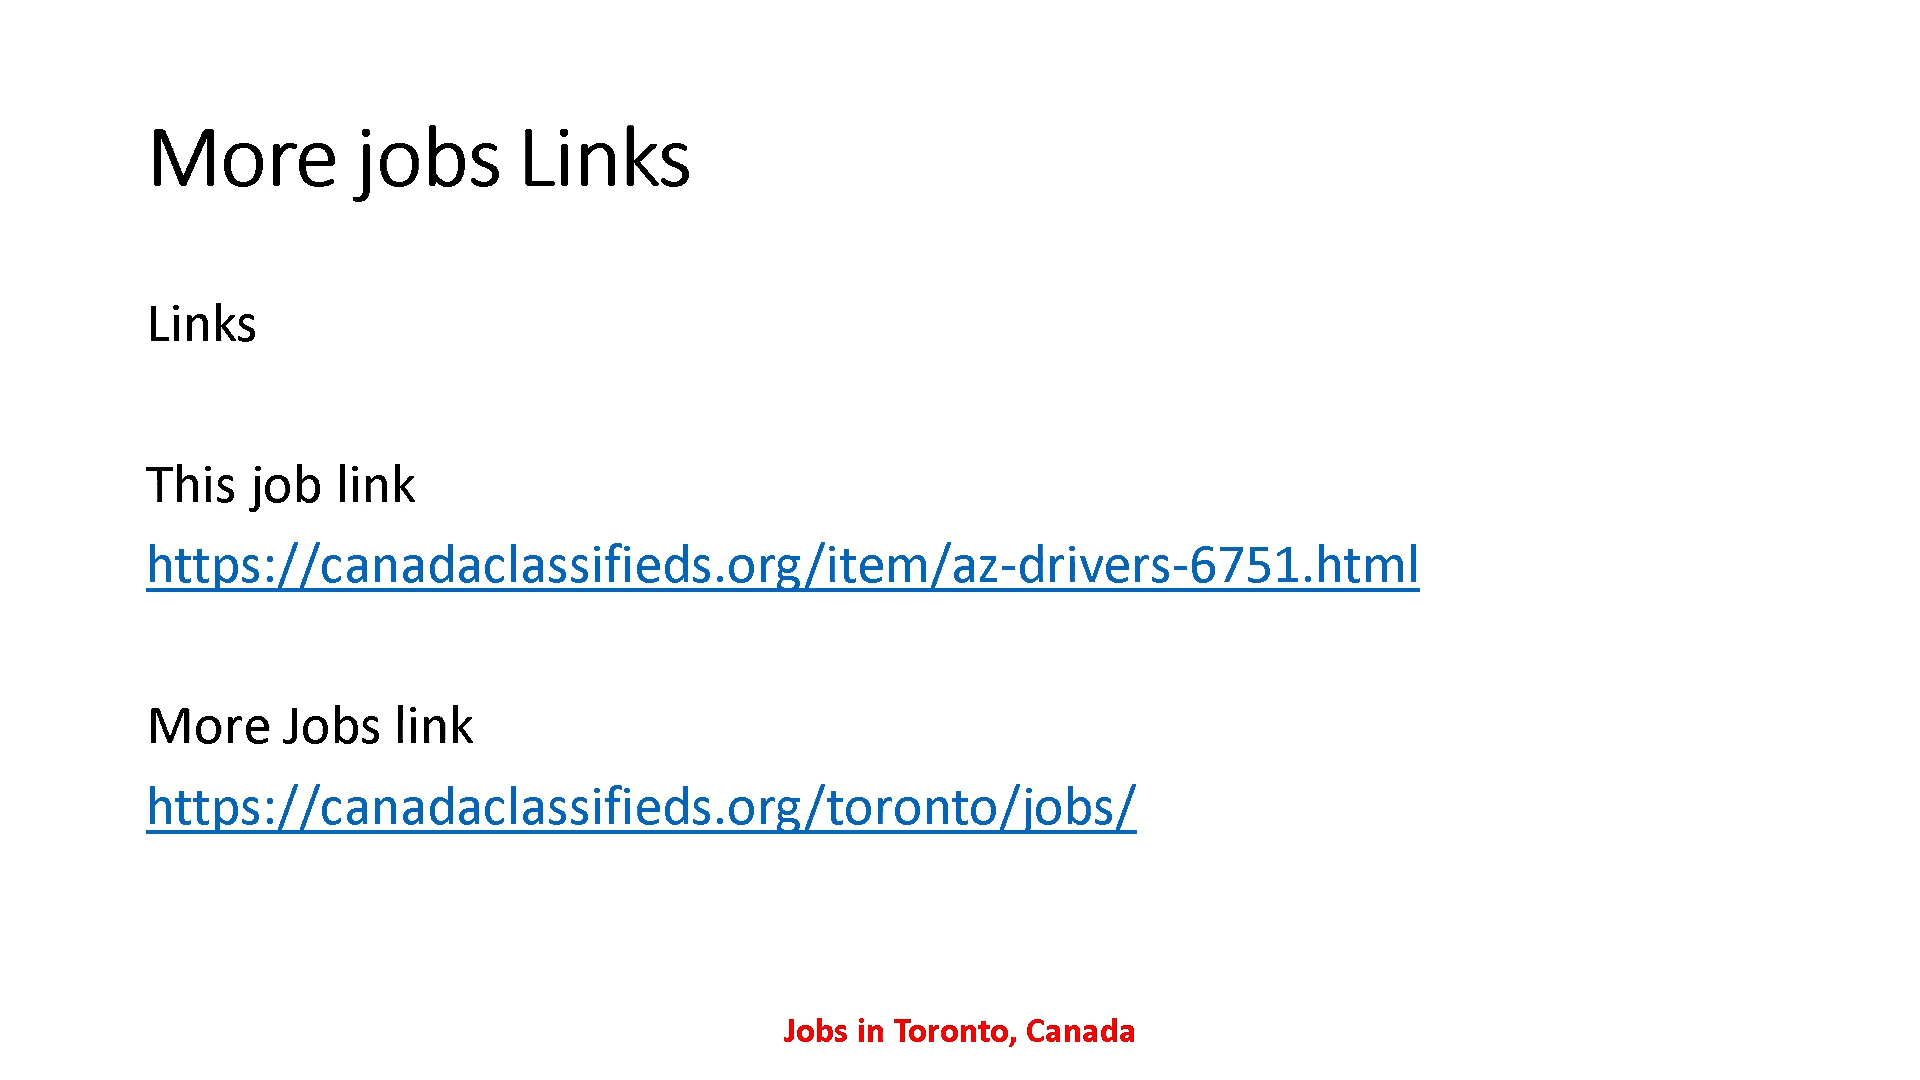 More jobs Links
Links
This job link
https://canadaclassifieds.org/item/az-drivers-6751.html
More Jobs link
https://canadaclassifieds.org/toronto/jobs/
Jobs in Toronto, Canada